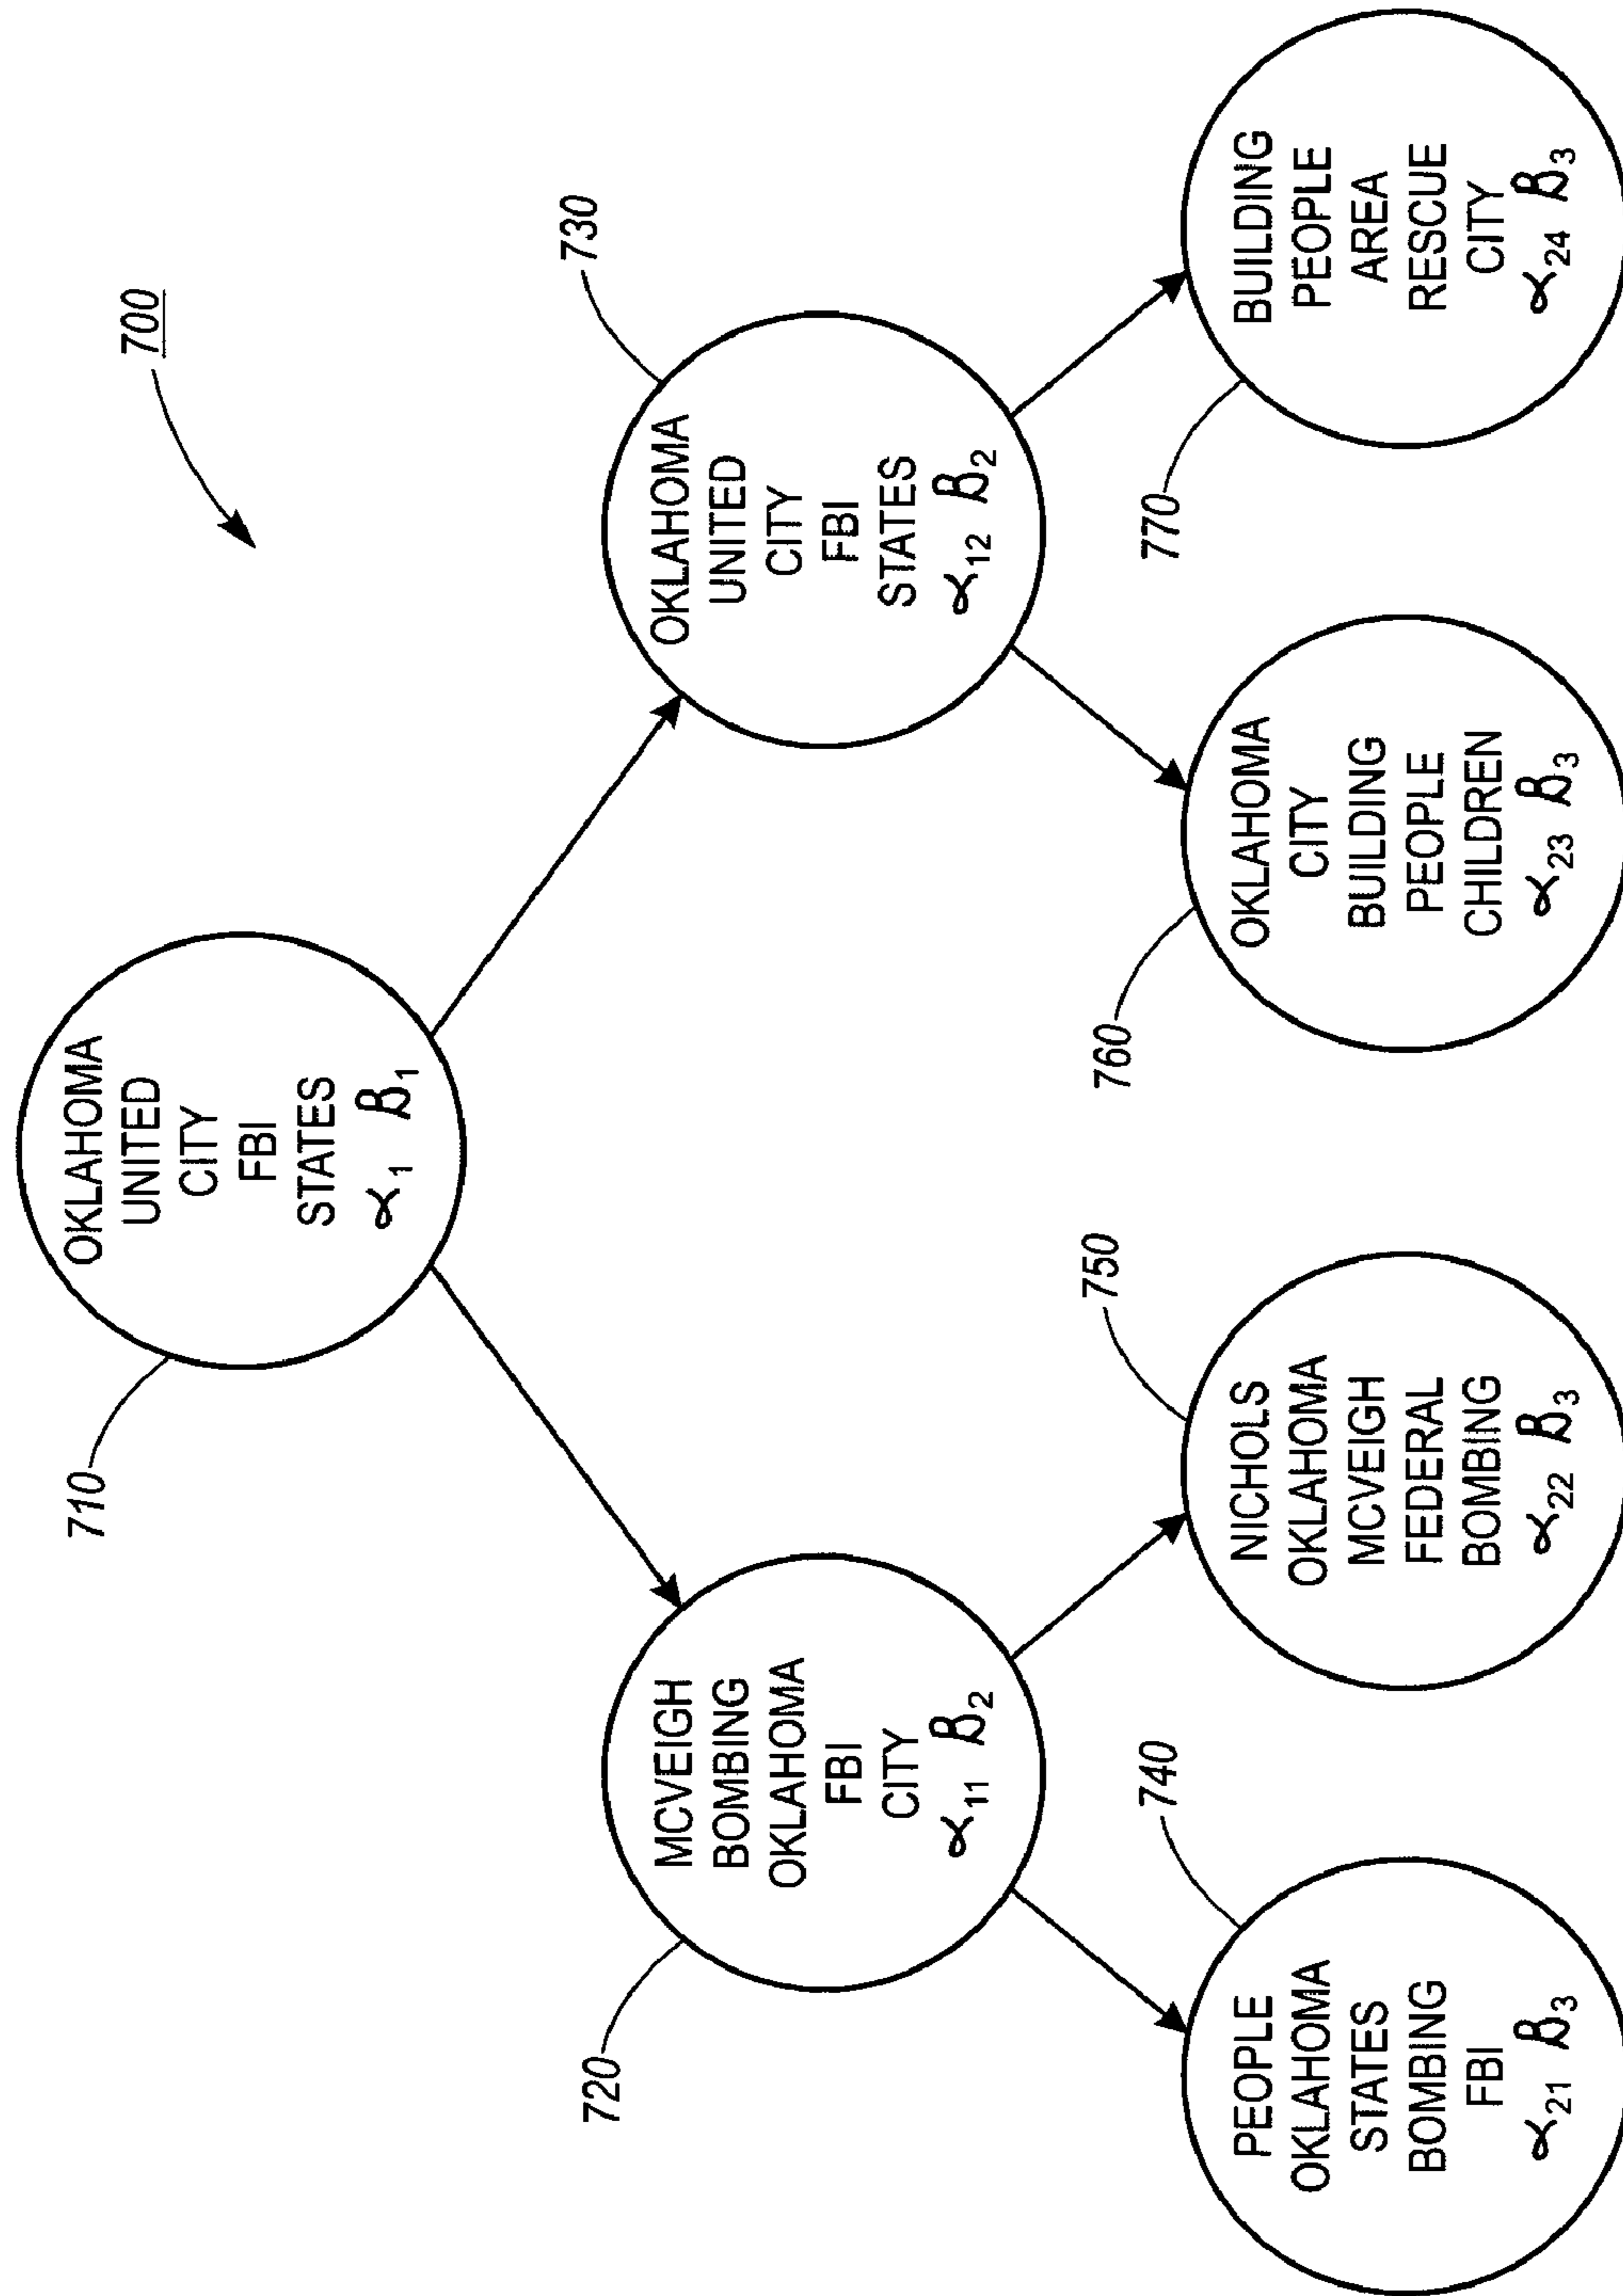 700
710
OKLAHOMA
UNITED
CITY
FBI
STATES
α₁ β₁
720
MCVEIGH
BOMBING
OKLAHOMA
FBI
CITY
α₁₁ β₂
730
OKLAHOMA
UNITED
CITY
FBI
STATES
α₁₂ β₂
740
PEOPLE
OKLAHOMA
STATES
BOMBING
FBI
α₂₁ β₃
750
NICHOLS
OKLAHOMA
MCVEIGH
FEDERAL
BOMBING
α₂₂ β₃
760
OKLAHOMA
CITY
BUILDING
PEOPLE
CHILDREN
α₂₃ β₃
770
BUILDING
PEOPLE
AREA
RESCUE
CITY
α₂₄ β₃